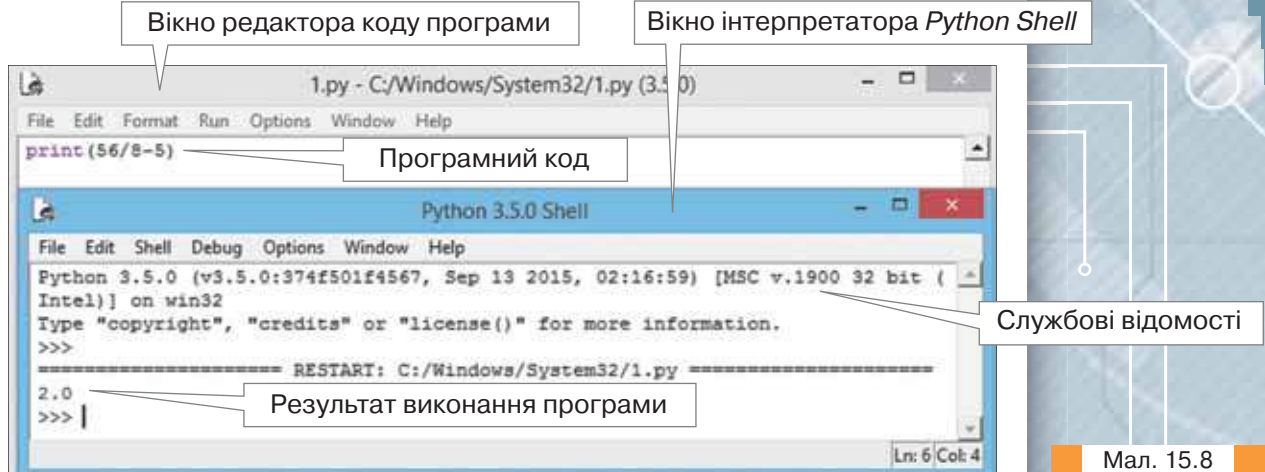 Вікно редактора коду програми
Вікно інтерпретатора Python Shell
1.py - C:/Windows/System32/1.py (3.5.0)
File Edit Format Run Options Window Help
print(56/8-5)
Програмний код
Python 3.5.0 Shell
File Edit Shell Debug Options Window Help
Python 3.5.0 (v3.5.0:374f501f4567, Sep 13 2015, 02:16:59) [MSC v.1900 32 bit (
Intel)] on win32
Type "copyright", "credits" or "license()" for more information.
Службові відомості
>>>
===================== RESTART: C:/Windows/System32/1.py =====================
2.0
Результат виконання програми
>>>
Ln: 6 Col: 4
Мал. 15.8